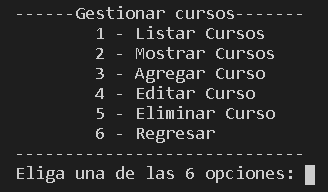 ------Gestionar cursos-------
1 - Listar Cursos
2 - Mostrar Cursos
3 - Agregar Curso
4 - Editar Curso
5 - Eliminar Curso
6 - Regresar
-----------------------------
Eliga una de las 6 opciones: